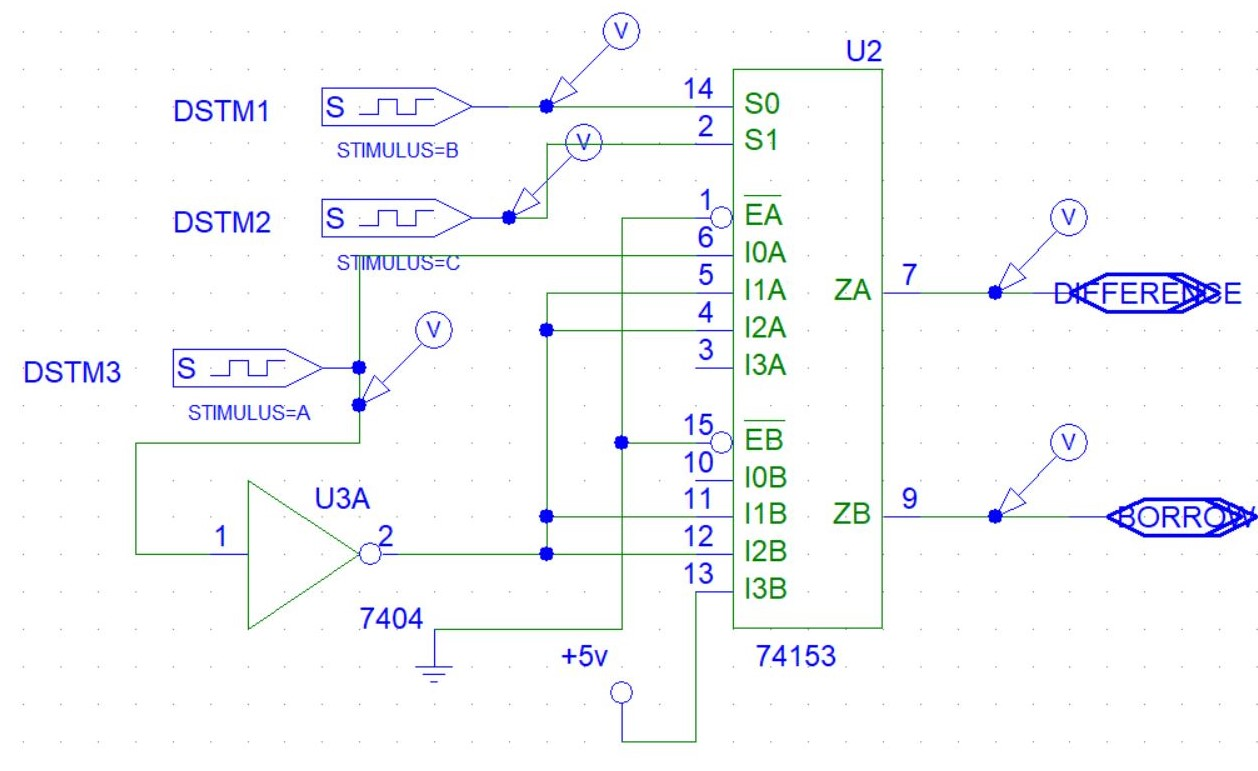 V
U2
DSTM1
S
STIMULUS=B
14
S0
2
S1
V
DSTM2
S
STIMULUS=C
1
EA
6
I0A
5
I1A
4
I2A
3
I3A
ZA
7
V
DIFFERENCE
DSTM3
S
STIMULUS=A
V
15
EB
10
I0B
11
I1B
12
I2B
13
I3B
ZB
9
V
BORROW
U3A
1
2
7404
+5v
74153